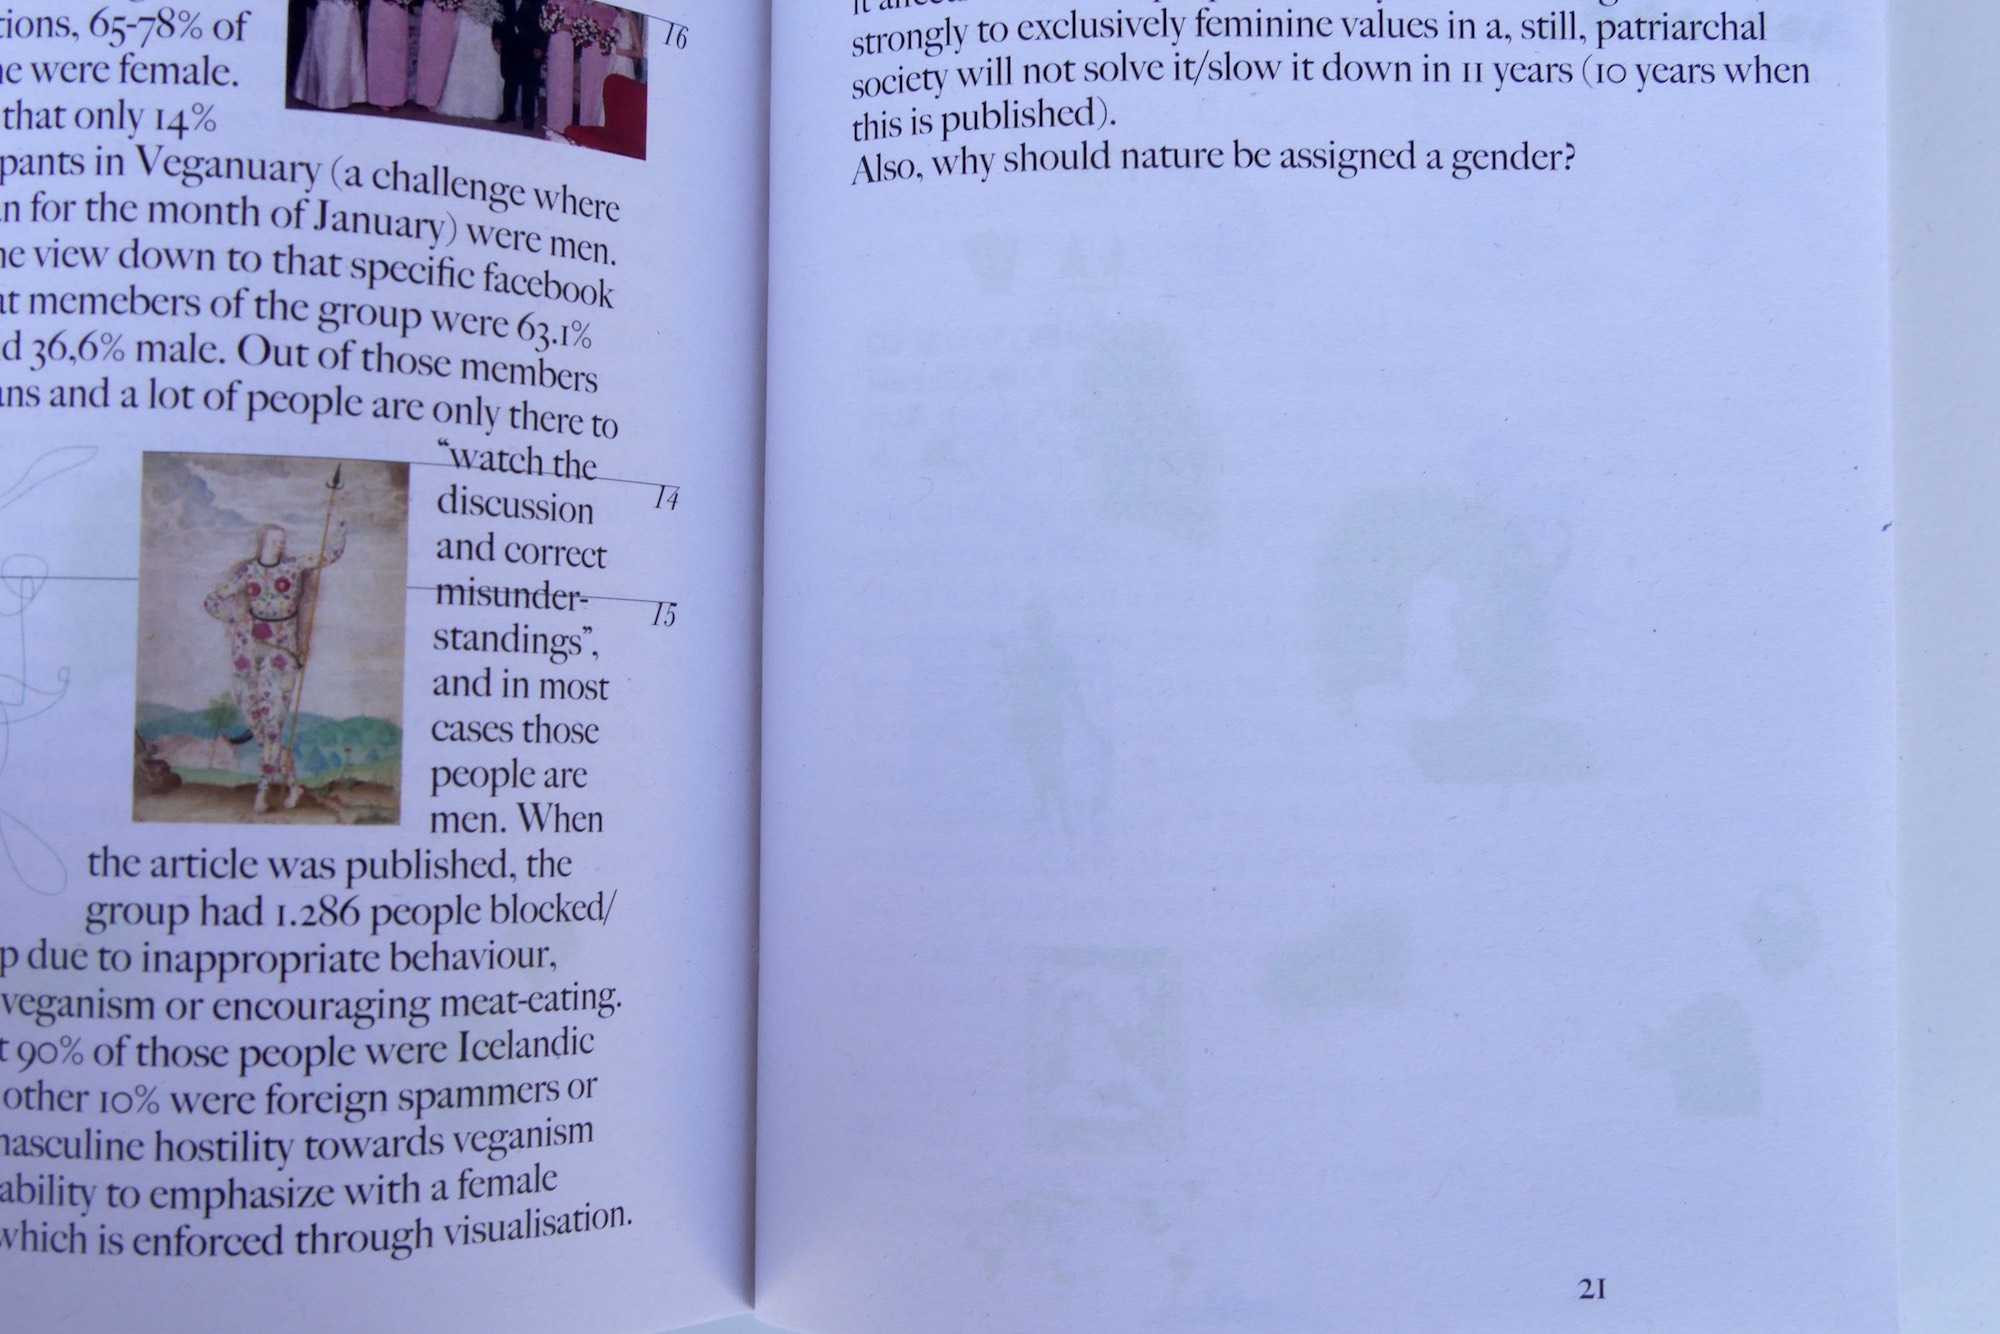 tions, 65-78% of
were female.
that only 14%
pants in Veganuary (a challenge where
for the month of January) were men.
view down to that specific facebook
memebers of the group were 63.1%
36,6% male. Out of those members
and a lot of people are only there to
“watch the
discussion
and correct
misunder-
standings”,
and in most
cases those
people are
men. When
the article was published, the
group had 1.286 people blocked/
due to inappropriate behaviour,
veganism or encouraging meat-eating.
90% of those people were Icelandic
other 10% were foreign spammers or
masculine hostility towards veganism
ability to emphasize with a female
which is enforced through visualisation.
16
14
15
strongly to exclusively feminine values in a, still, patriarchal
society will not solve it/slow it down in 11 years (10 years when
this is published).
Also, why should nature be assigned a gender?
21